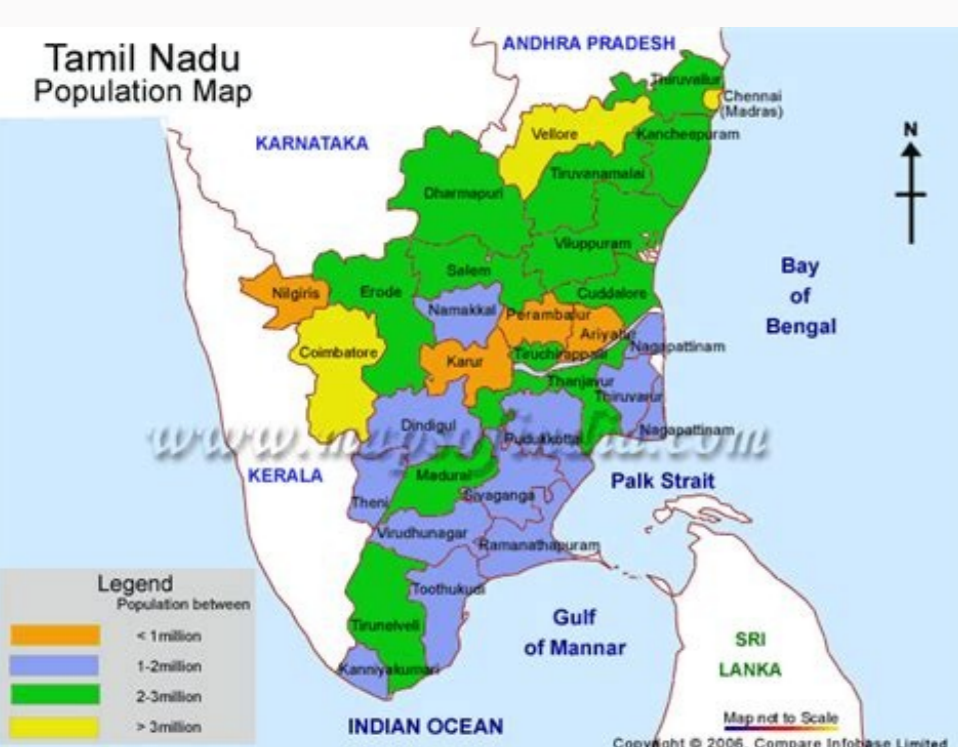 Tamil Nadu
Population Map
ANDHRA PRADESH
KARNATAKA
Thiruvallur
Chennai
(Madras)
Vellore
Kancheepuram
Tiruvanamalai
Dharmapuri
N
Viluppuram
Salem
Bay
of
Bengal
Nilgiris
Erode
Cuddalore
Namakkal
Perambalur
Ariyalur
Nagapattinam
Coimbatore
Karur
Tiruchirappalli
Thanjavur
Thiruvarur
Dindigul
Pudukkottai
Nagapattinam
www.mapsofindia.com
KERALA
Madurai
Palk Strait
Theni
Sivaganga
Virudhunagar
Ramanathapuram
Toothukudi
Gulf
of Mannar
Tirunelveli
Kanniyakumari
SRI
LANKA
INDIAN OCEAN
Legend
Population between
< 1million
1-2million
2-3million
> 3million
Map not to Scale
Copyright © 2006, Compare Infobase Limited